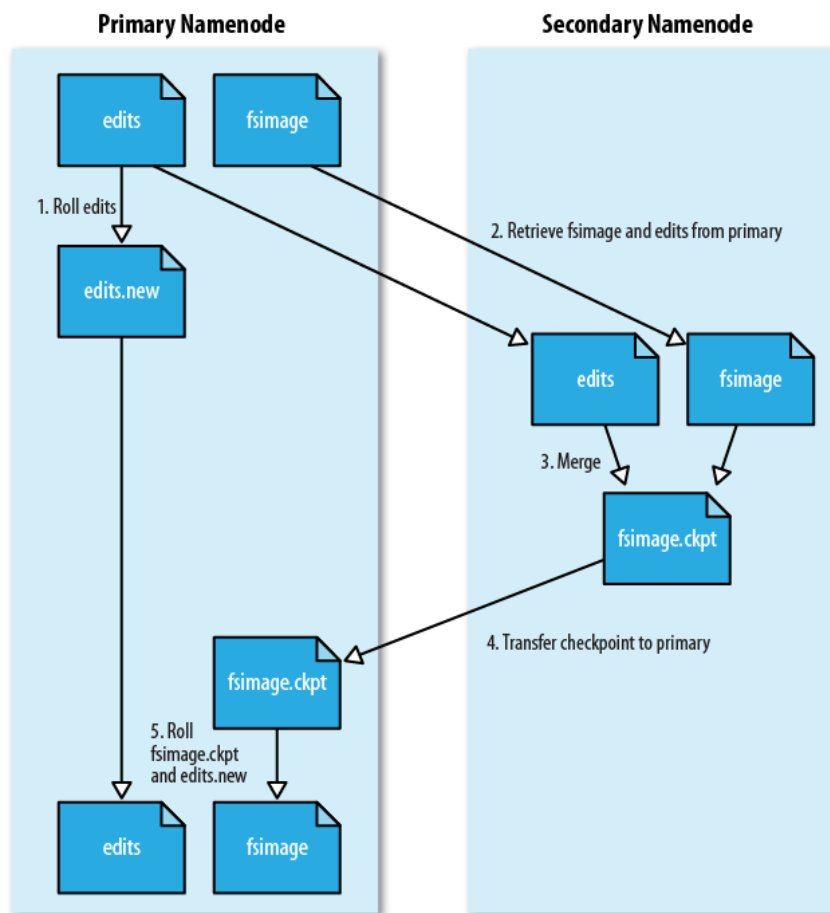 Primary Namenode
Secondary Namenode
edits
fsimage
1. Roll edits
2. Retrieve fsimage and edits from primary
edits.new
edits
fsimage
3. Merge
fsimage.ckpt
4. Transfer checkpoint to primary
fsimage.ckpt
5. Roll
fsimage.ckpt
and edits.new
edits
fsimage